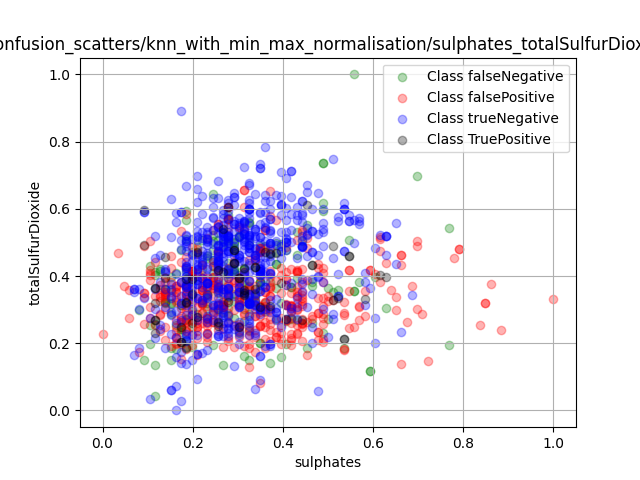 onfusion_scatters/knn_with_min_max_normalisation/sulphates_totalSulfurDiox
Class falseNegative
Class falsePositive
Class trueNegative
Class TruePositive
totalSulfurDioxide
1.0
0.8
0.6
0.4
0.2
0.0
0.0 0.2 0.4 0.6 0.8 1.0
sulphates